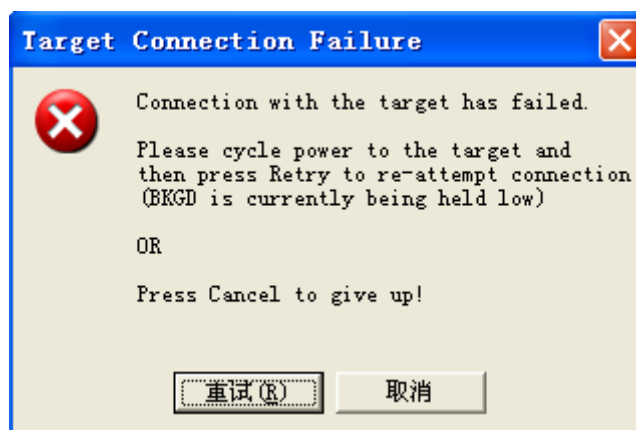 Target Connection Failure
Connection with the target has failed.
Please cycle power to the target and
then press Retry to re-attempt connection
(BKGD is currently being held low)
OR
Press Cancel to give up!
重试(R)
取消